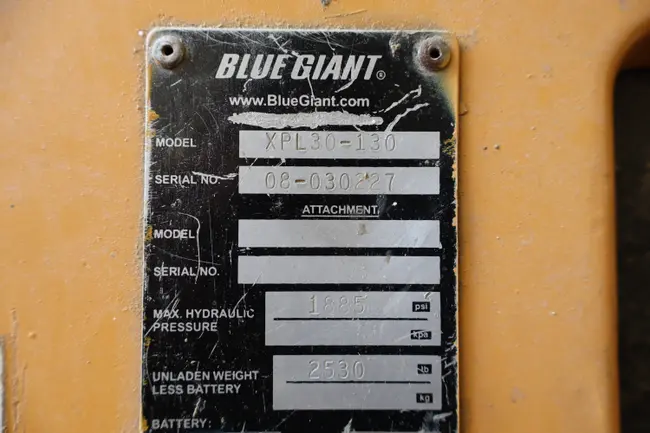 BLUE GIANT®
www.BlueGiant.com
MODEL XPL30-130
SERIAL NO. 08-030227
ATTACHMENT
MODEL
SERIAL NO.
MAX. HYDRAULIC PRESSURE 1885 psi
kpa
UNLADEN WEIGHT LESS BATTERY 2530 lb
kg
BATTERY: